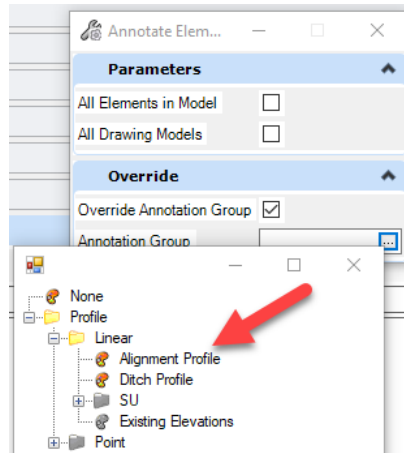 Annotate Elem...
Parameters
All Elements in Model
All Drawing Models
Override
Override Annotation Group
Annotation Group
...
None
Profile
Linear
Alignment Profile
Ditch Profile
SU
Existing Elevations
Point